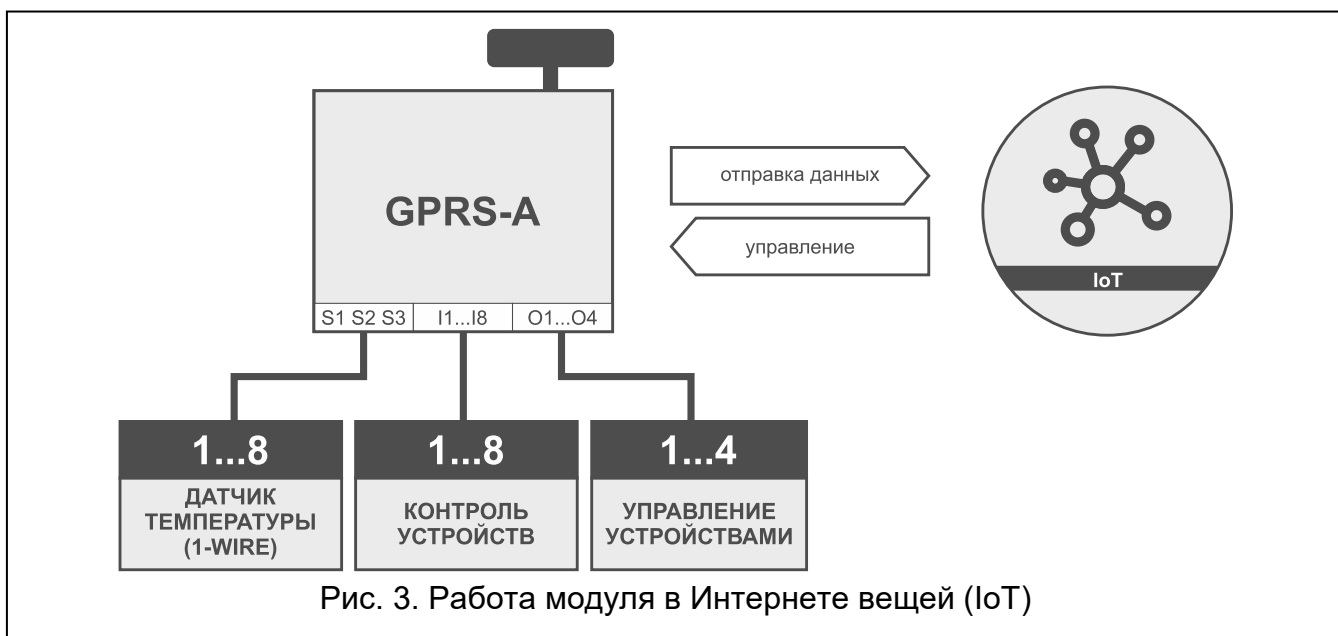 GPRS-A
отправка данных
управление
IoT
S1 S2 S3
I1...I8
O1...O4
1...8
ДАТЧИК
ТЕМПЕРАТУРЫ
(1-WIRE)
1...8
КОНТРОЛЬ
УСТРОЙСТВ
1...4
УПРАВЛЕНИЕ
УСТРОЙСТВАМИ
Рис. 3. Работа модуля в Интернете вещей (IoT)